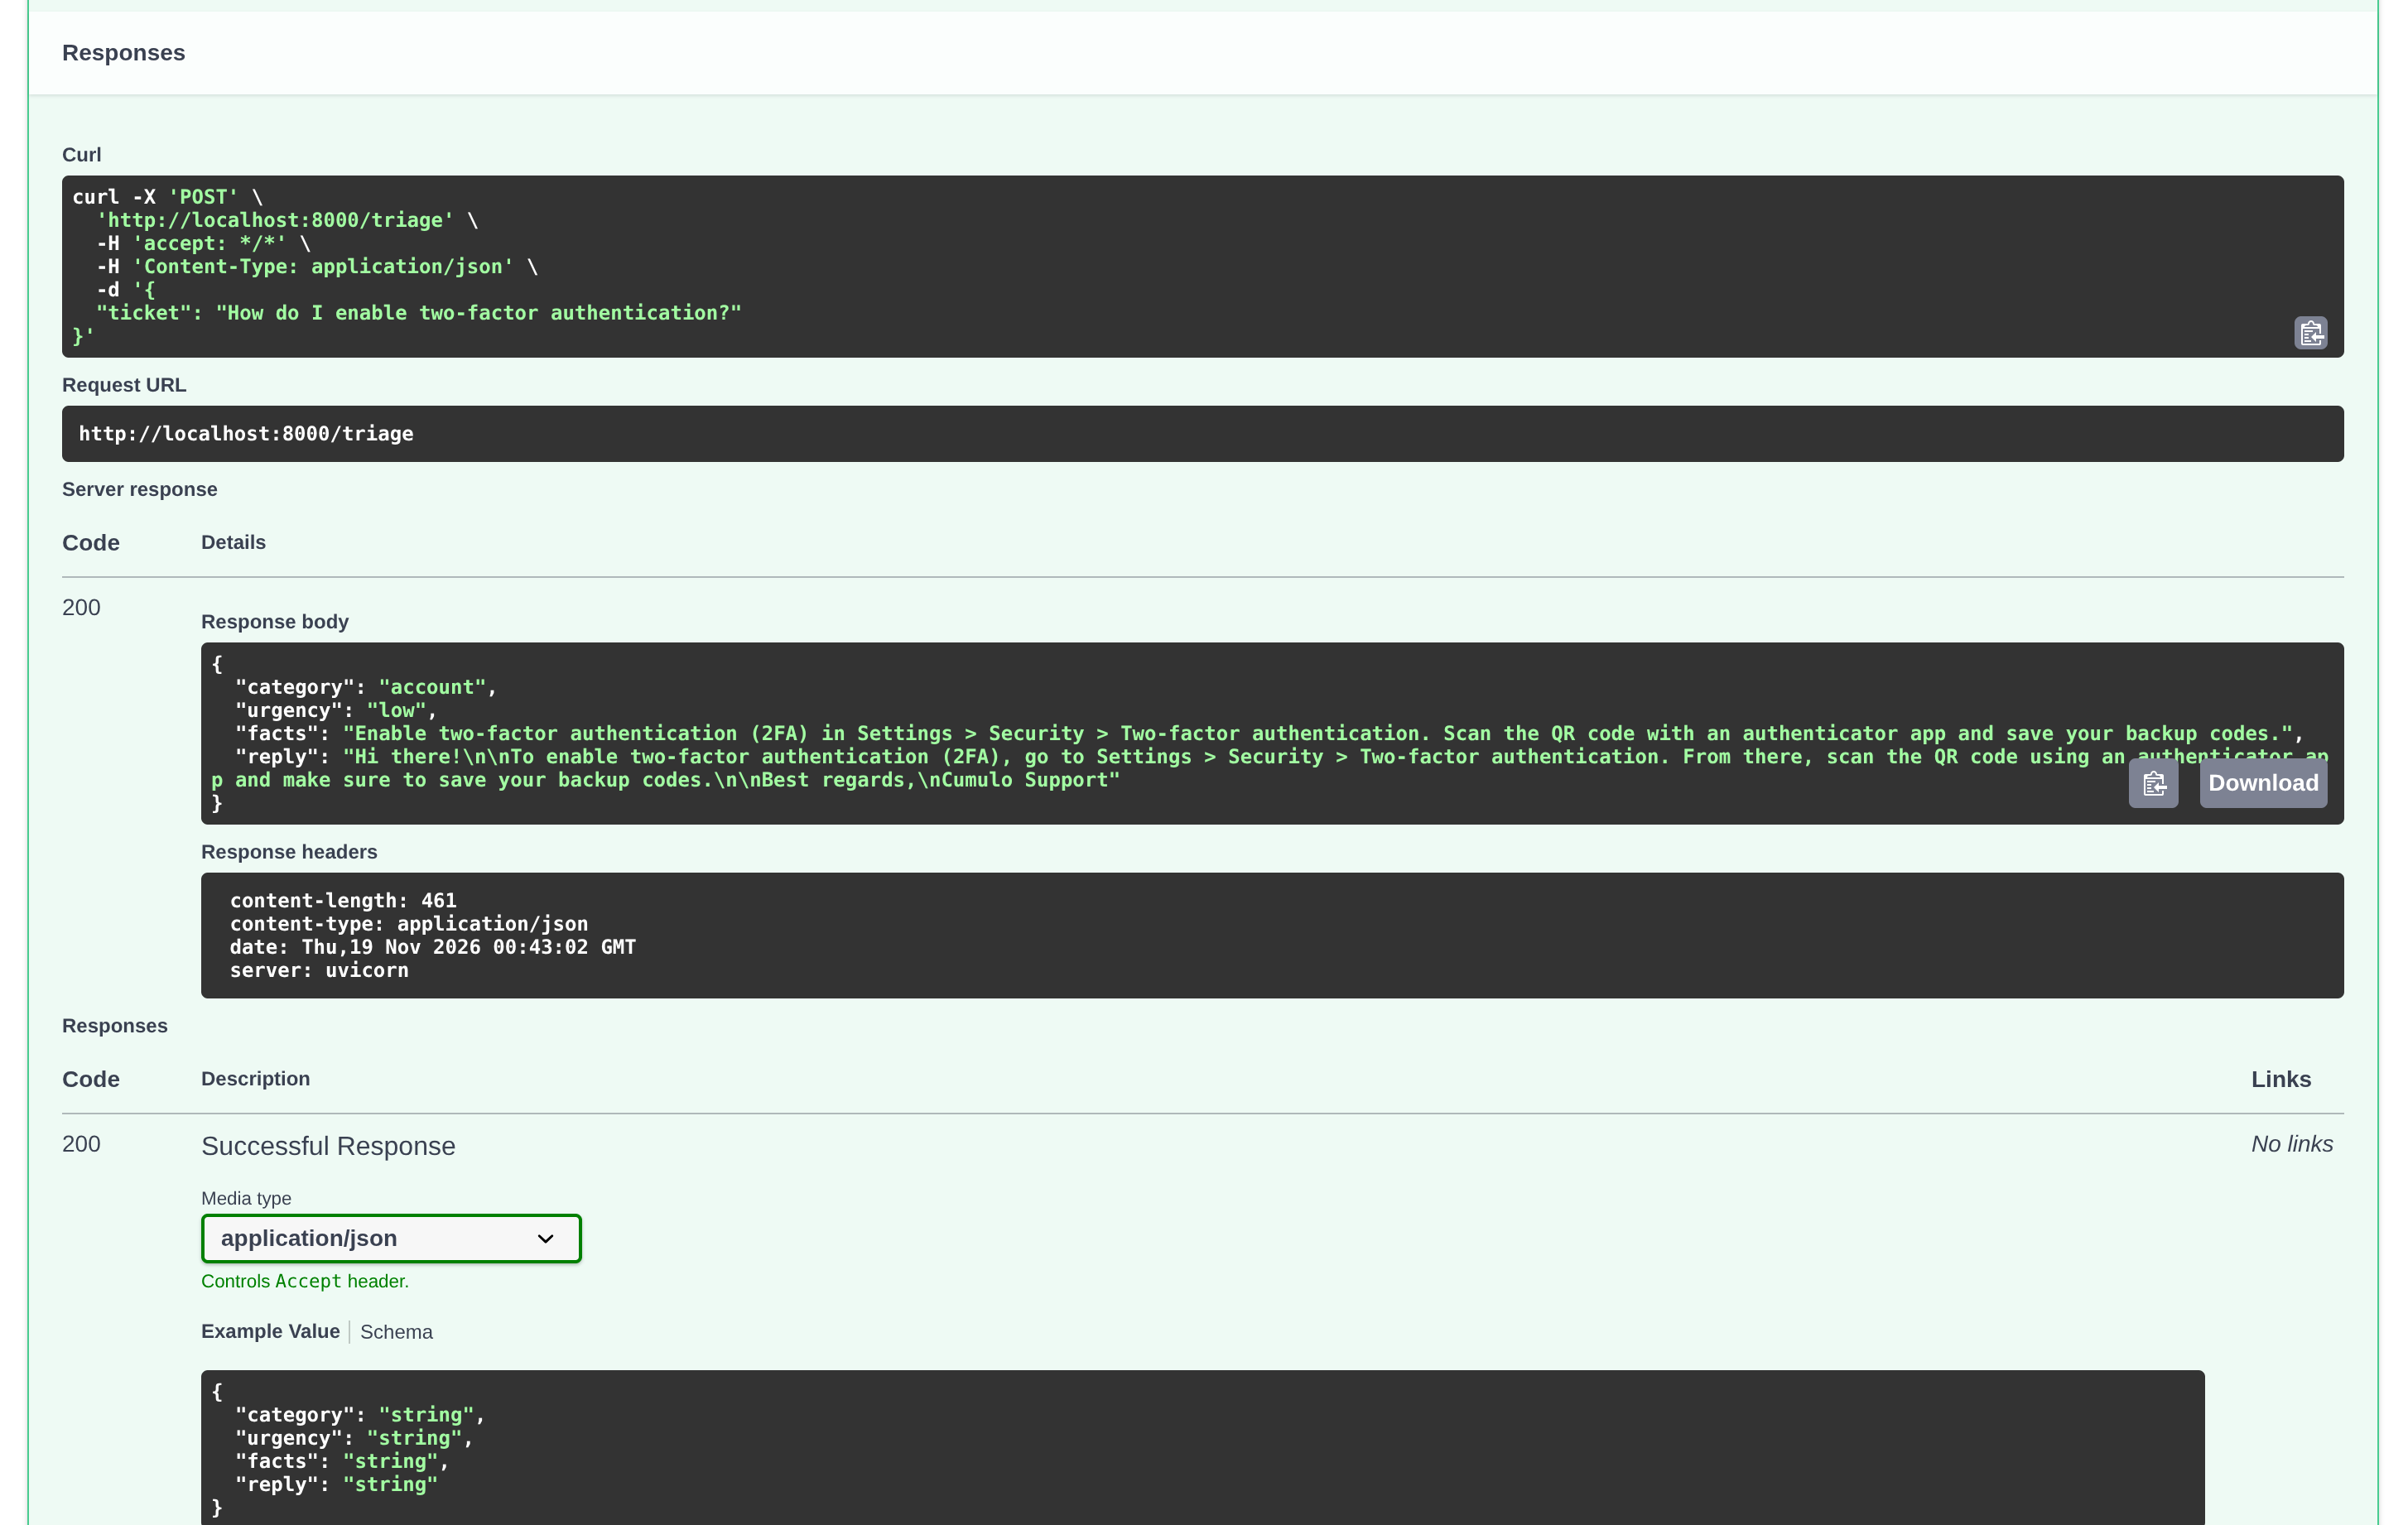 Responses
Curl
curl -X 'POST' \
  'http://localhost:8000/triage' \
  -H 'accept: */*' \
  -H 'Content-Type: application/json' \
  -d '{
  "ticket": "How do I enable two-factor authentication?"
}'
Request URL
http://localhost:8000/triage
Server response
Code Details
200
Response body
{
  "category": "account",
  "urgency": "low",
  "facts": "Enable two-factor authentication (2FA) in Settings > Security > Two-factor authentication. Scan the QR code with an authenticator app and save your backup codes.",
  "reply": "Hi there!\n\nTo enable two-factor authentication (2FA), go to Settings > Security > Two-factor authentication. From there, scan the QR code using an authenticator ap
p and make sure to save your backup codes.\n\nBest regards,\nCumulo Support"
}
Download
Response headers
content-length: 461
content-type: application/json
date: Thu,19 Nov 2026 00:43:02 GMT
server: uvicorn
Responses
Code Description Links
200 Successful Response No links
Media type
application/json
Controls Accept header.
Example Value Schema
{
  "category": "string",
  "urgency": "string",
  "facts": "string",
  "reply": "string"
}